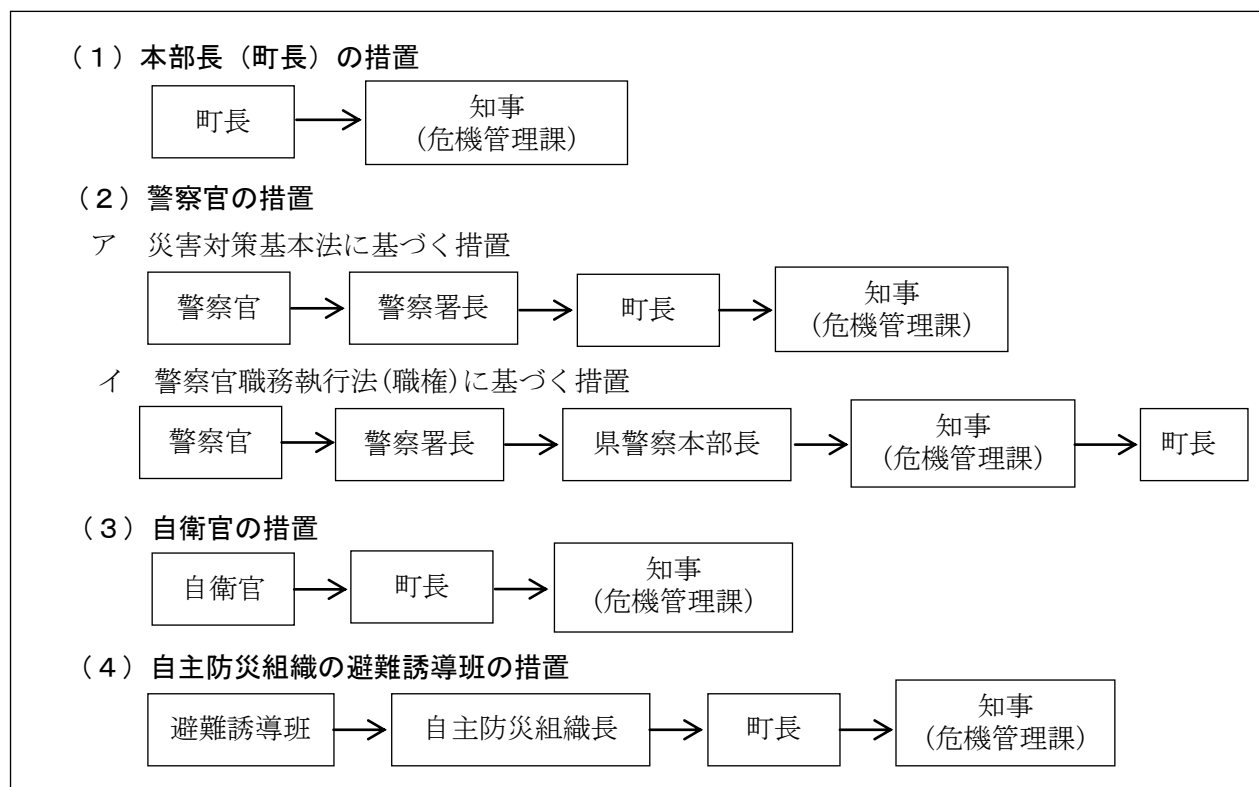 （１）本部長（町長）の措置
町長
知事
(危機管理課)
（２）警察官の措置
ア　災害対策基本法に基づく措置
警察官
警察署長
町長
知事
(危機管理課)
イ　警察官職務執行法(職権)に基づく措置
警察官
警察署長
県警察本部長
知事
(危機管理課)
町長
（３）自衛官の措置
自衛官
町長
知事
(危機管理課)
（４）自主防災組織の避難誘導班の措置
避難誘導班
自主防災組織長
町長
知事
(危機管理課)